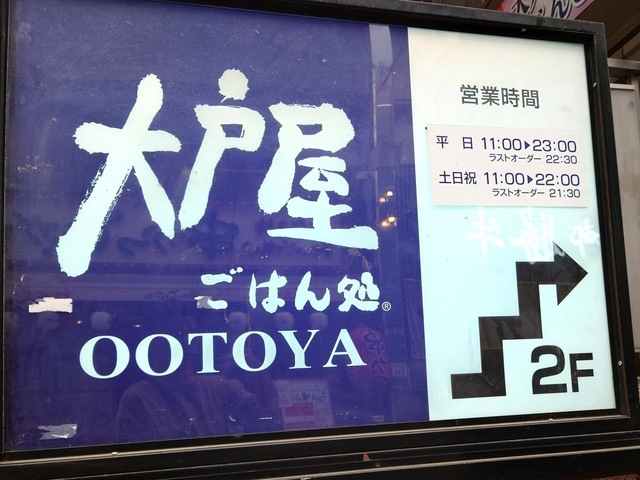 大戸屋
ごはん処®
OOTOYA
営業時間
平 日 11:00▶23:00
ラストオーダー 22:30
土日祝 11:00▶22:00
ラストオーダー 21:30
2F